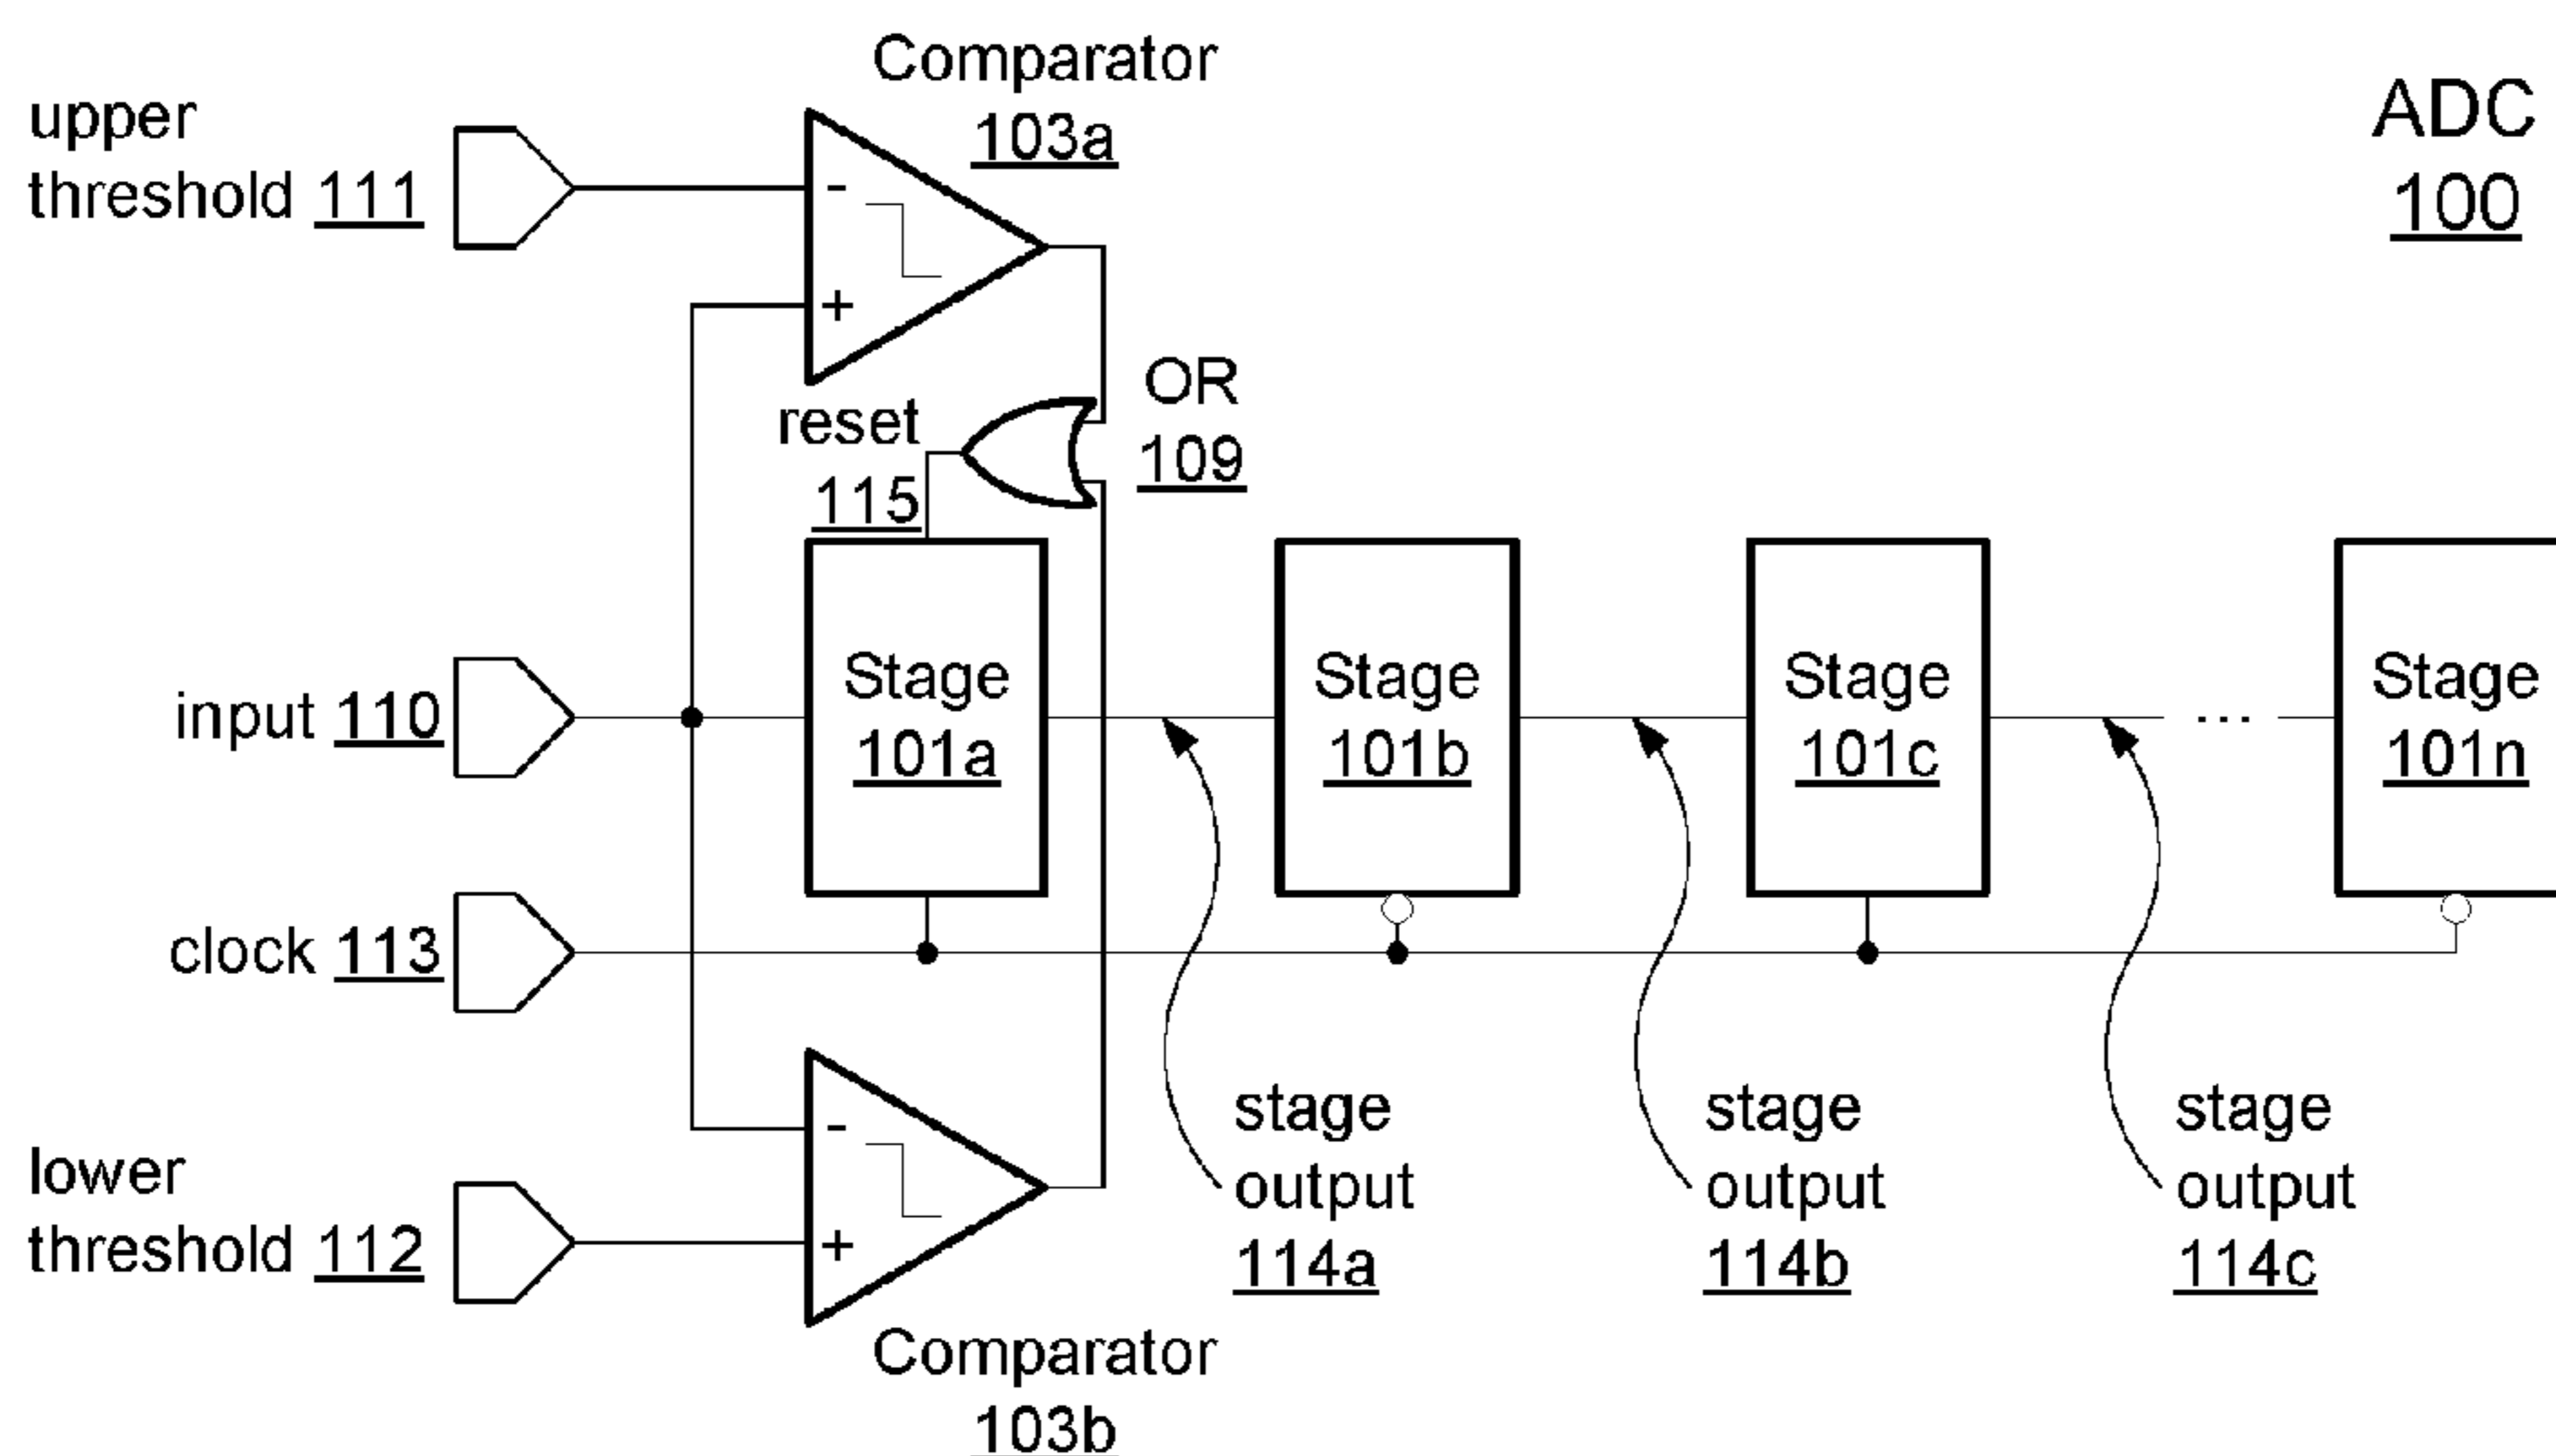 Comparator
103a
ADC
100
upper
threshold 111
-
+
OR
109
reset
115
input 110
Stage
101a
Stage
101b
Stage
101c
...
Stage
101n
clock 113
lower
threshold 112
-
+
stage
output
114a
stage
output
114b
stage
output
114c
Comparator
103b